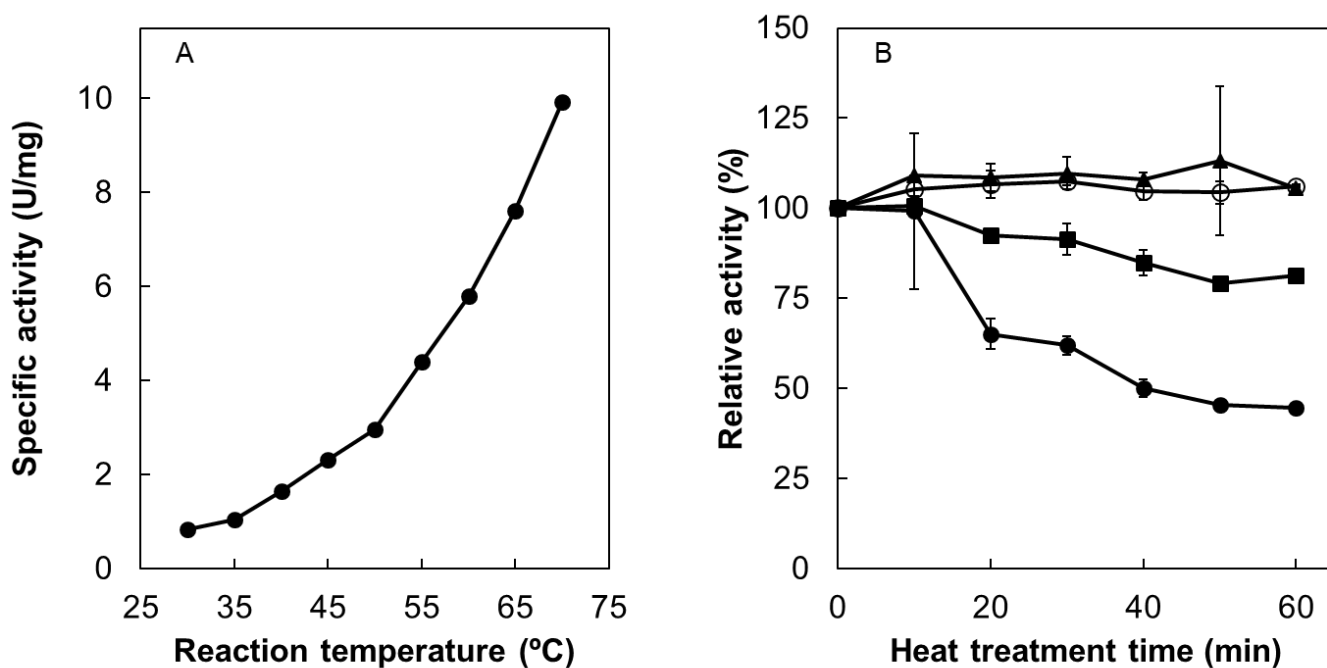 A
Specific activity (U/mg)
10
8
6
4
2
0
25 35 45 55 65 75
Reaction temperature (ºC)
B
Relative activity (%)
150
125
100
75
50
25
0
0 20 40 60
Heat treatment time (min)